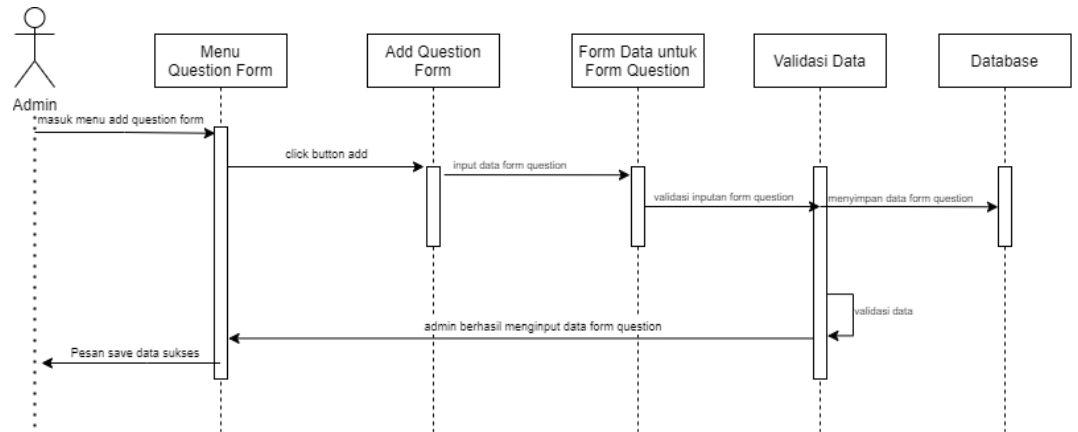 Menu
Question Form
Add Question
Form
Form Data untuk
Form Question
Validasi Data
Database
Admin
masuk menu add question form
click button add
input data form question
validasi inputan form question
menyimpan data form question
validasi data
admin berhasil menginput data form question
Pesan save data sukses